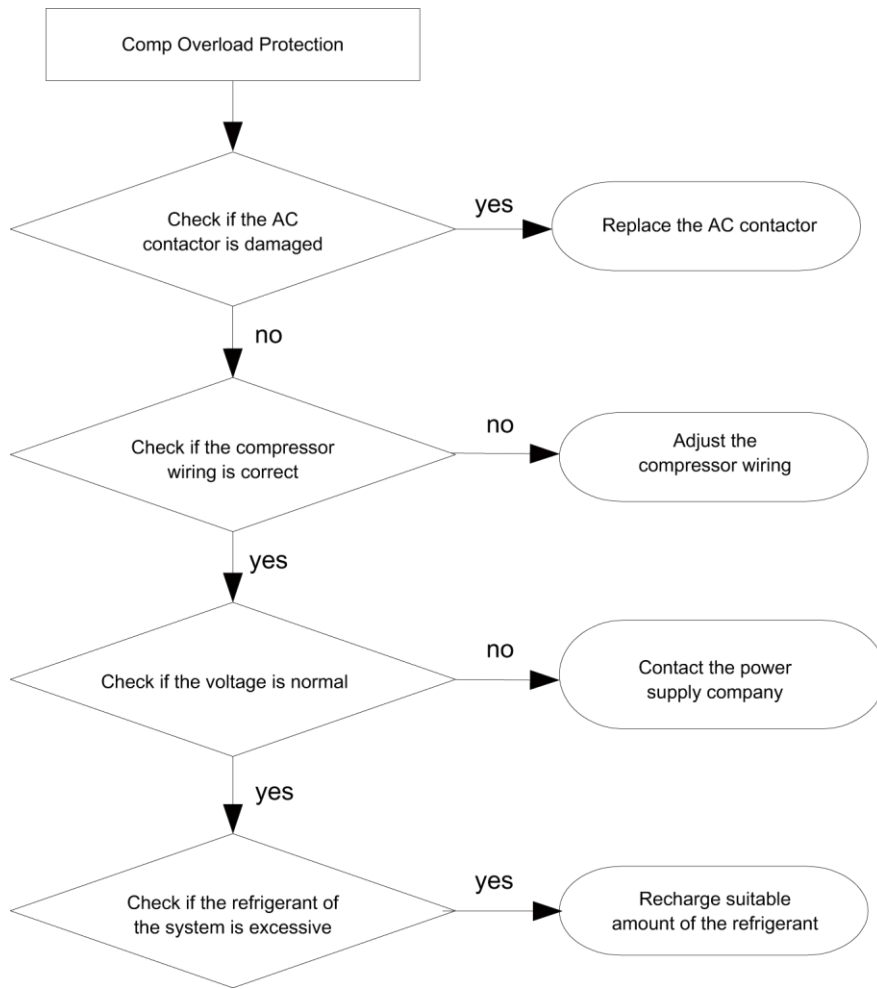 Comp Overload Protection
Check if the AC
contactor is damaged
yes
Replace the AC contactor
no
Check if the compressor
wiring is correct
no
Adjust the
compressor wiring
yes
Check if the voltage is normal
no
Contact the power
supply company
yes
Check if the refrigerant of
the system is excessive
yes
Recharge suitable
amount of the refrigerant